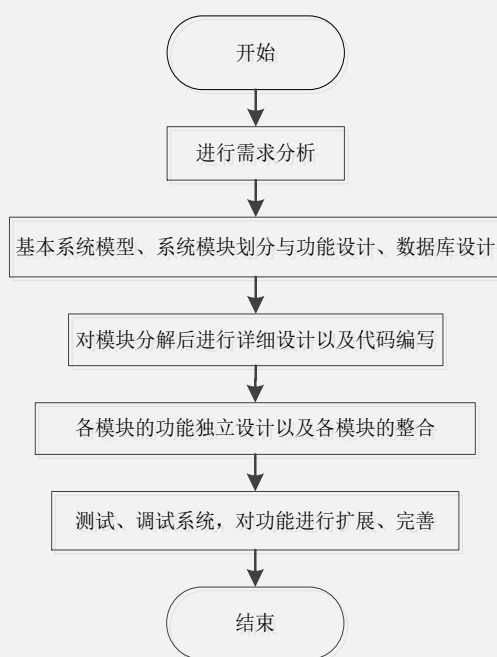 开始
进行需求分析
基本系统模型、系统模块划分与功能设计、数据库设计
对模块分解后进行详细设计以及代码编写
各模块的功能独立设计以及各模块的整合
测试、调试系统，对功能进行扩展、完善
结束